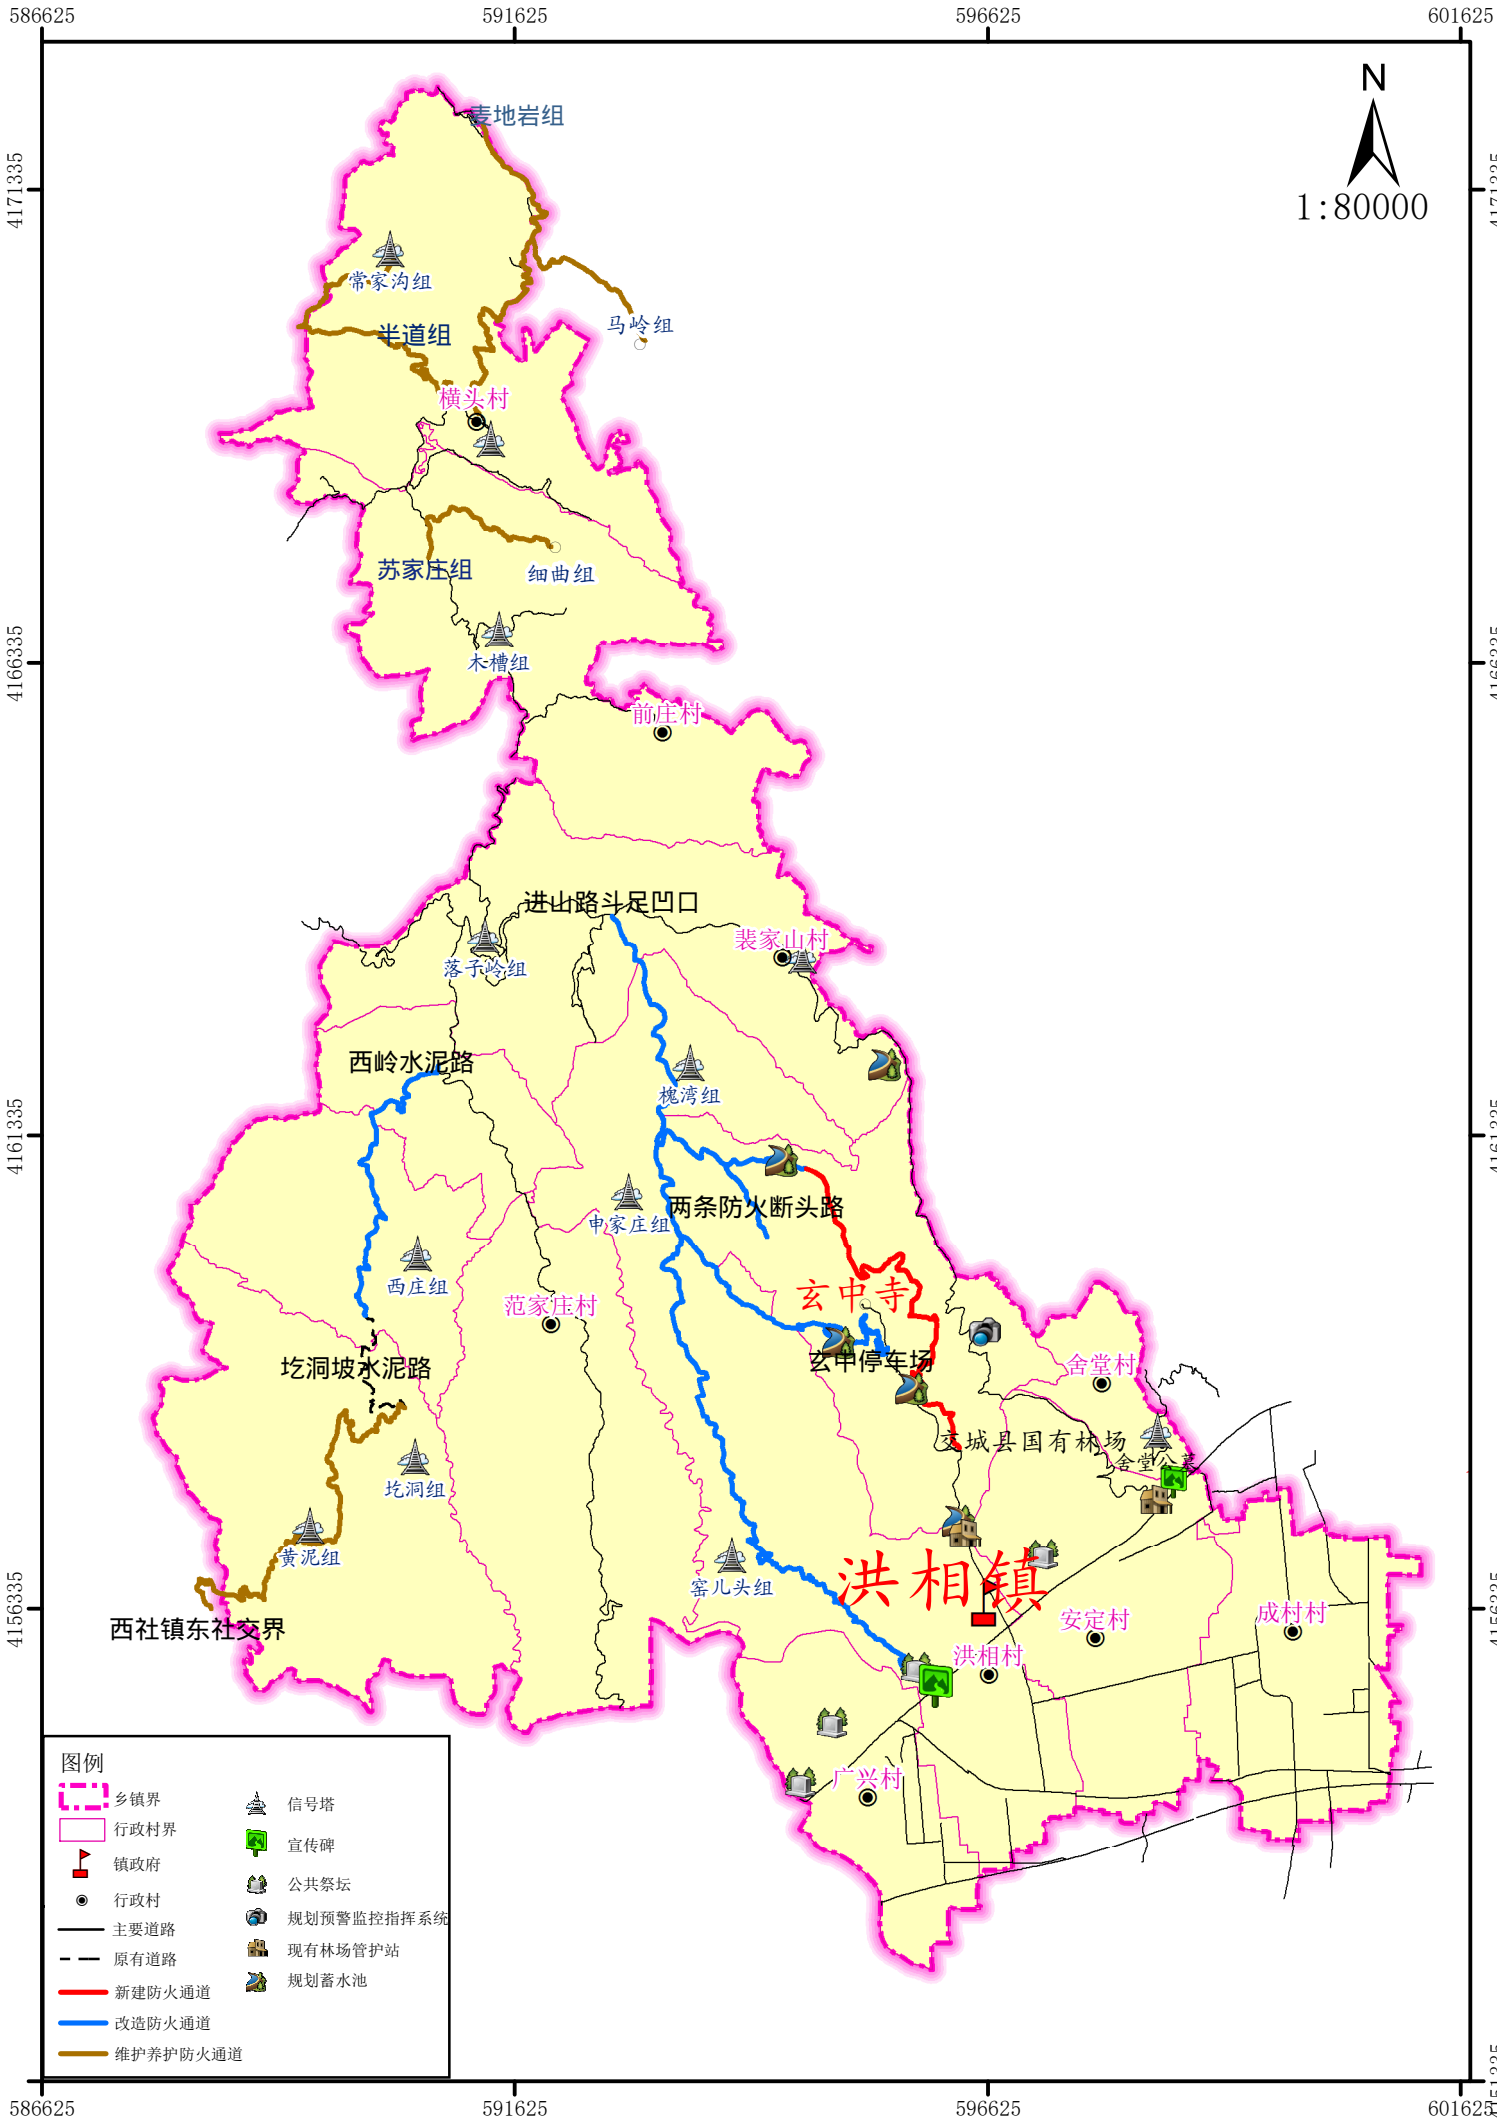 586625
591625
596625
601625
N
1:80000
4171335
4171335
麦地岩组
常家沟组
马岭组
半道组
横头村
苏家庄组
细曲组
木槽组
4166335
4166335
前庄村
进山路斗足凹口
裴家山村
落子岭组
西岭水泥路
槐湾组
4161335
4161335
两条防火断头路
申家庄组
西庄组
玄中寺
范家庄村
圪洞坡水泥路
玄中停车场
舍堂村
交城县国有林场
舍堂公墓
圪洞组
黄泥组
窑儿头组
洪相镇
4156335
4156335
西社镇东社交界
安定村
成村村
洪相村
广兴村
图例
乡镇界
行政村界
镇政府
行政村
主要道路
原有道路
新建防火通道
改造防火通道
维护养护防火通道
信号塔
宣传碑
公共祭坛
规划预警监控指挥系统
现有林场管护站
规划蓄水池
586625
591625
596625
601625